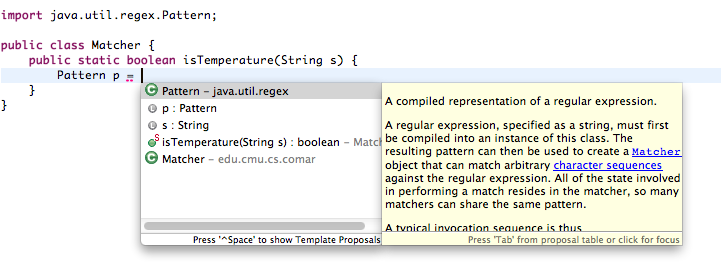 import java.util.regex.Pattern;
public class Matcher {
public static boolean isTemperature(String s) {
Pattern p =
}
}
Pattern – java.util.regex
p : Pattern
s : String
isTemperature(String s) : boolean – Matc
Matcher – edu.cmu.cs.comar
Press '^Space' to show Template Proposals
A compiled representation of a regular expression.
A regular expression, specified as a string, must first
be compiled into an instance of this class. The
resulting pattern can then be used to create a Matcher
object that can match arbitrary character sequences
against the regular expression. All of the state involved
in performing a match resides in the matcher, so many
matchers can share the same pattern.
A typical invocation sequence is thus
Press 'Tab' from proposal table or click for focus